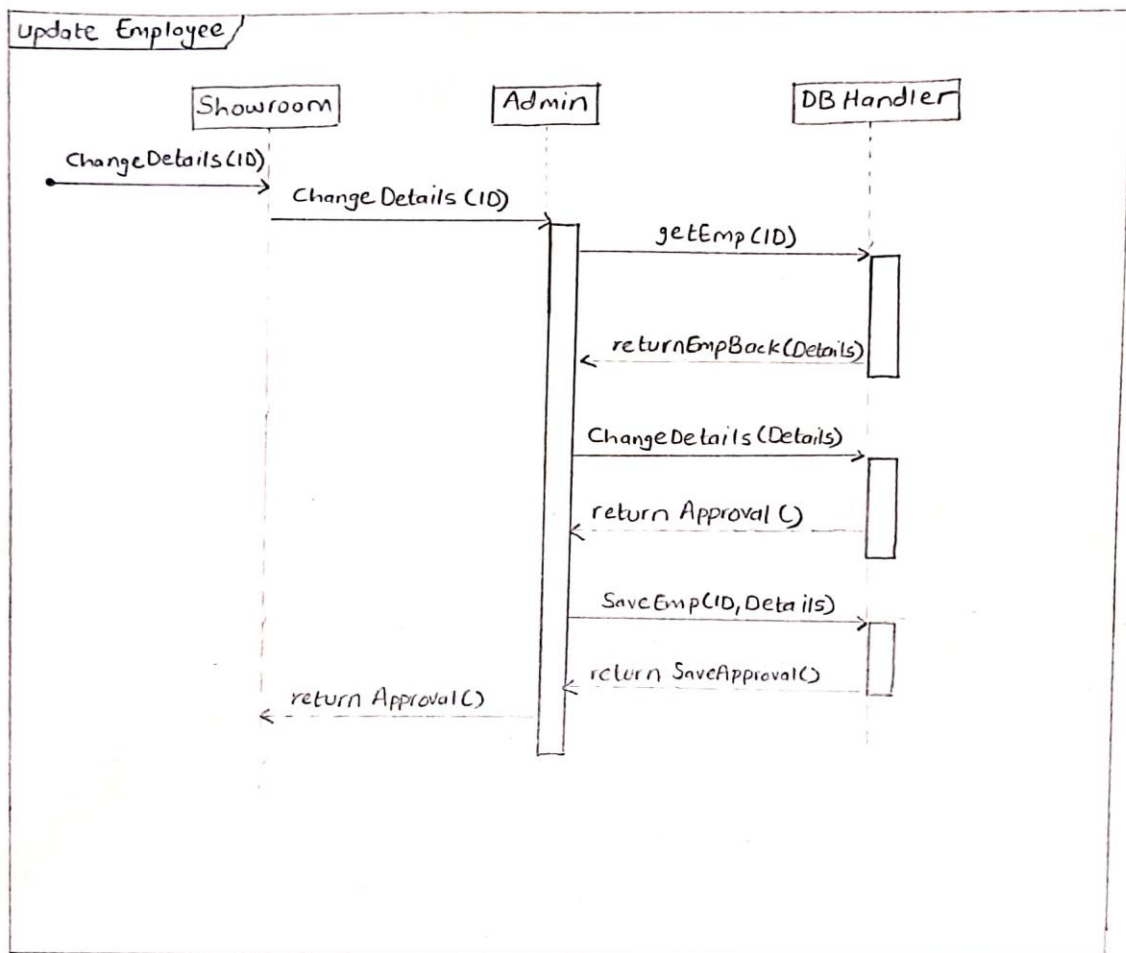 update Employee
Showroom
Admin
DB Handler
ChangeDetails(ID)
Change Details (ID)
getEmp(ID)
returnEmpBack(Details)
ChangeDetails(Details)
return Approval ()
SaveEmp(ID, Details)
return SaveApproval()
return Approval()